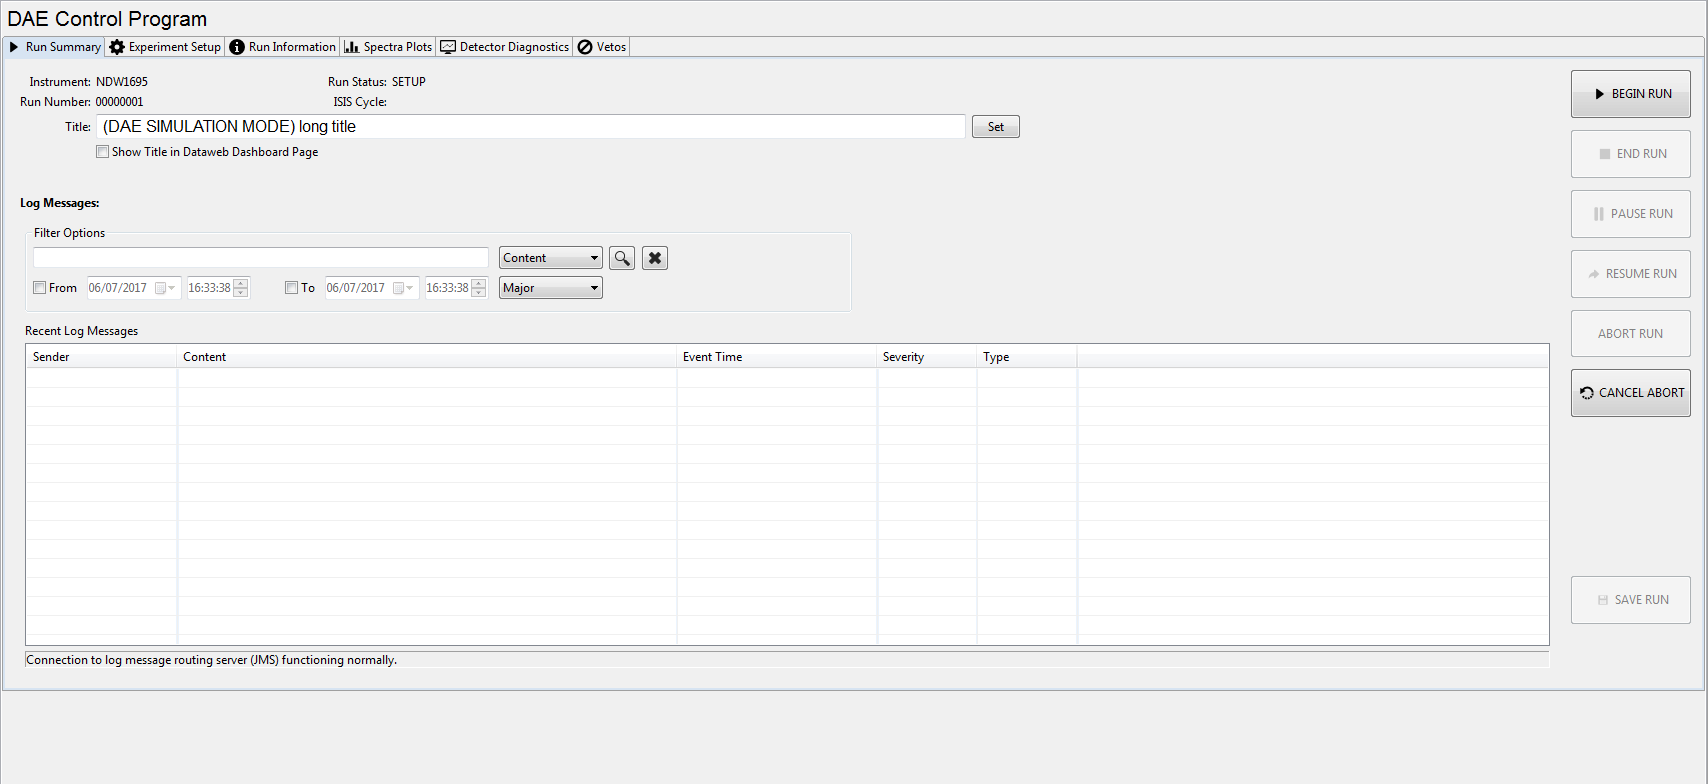 DAE Control Program
Run Summary Experiment Setup Run Information Spectra Plots Detector Diagnostics Vetos
Instrument: NDW1695 Run Status: SETUP
Run Number: 00000001 ISIS Cycle:
Title: (DAE SIMULATION MODE) long title Set
Show Title in Dataweb Dashboard Page
Log Messages:
Filter Options
Content
From 06/07/2017 16:33:38 To 06/07/2017 16:33:38 Major
Recent Log Messages
Sender Content Event Time Severity Type
Connection to log message routing server (JMS) functioning normally.
BEGIN RUN
END RUN
PAUSE RUN
RESUME RUN
ABORT RUN
CANCEL ABORT
SAVE RUN